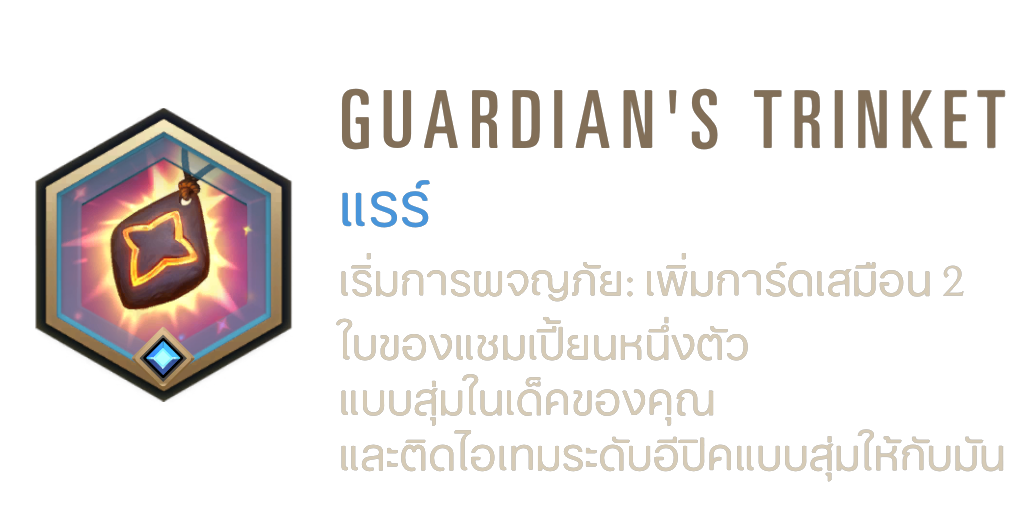 GUARDIAN'S TRINKET
แรร์
เริ่มการผจญภัย: เพิ่มการ์ดเสมือน 2
ใบของแชมเปี้ยนหนึ่งตัว
แบบสุ่มในเด็คของคุณ
และติดไอเทมระดับอีปิคแบบสุ่มให้กับมัน